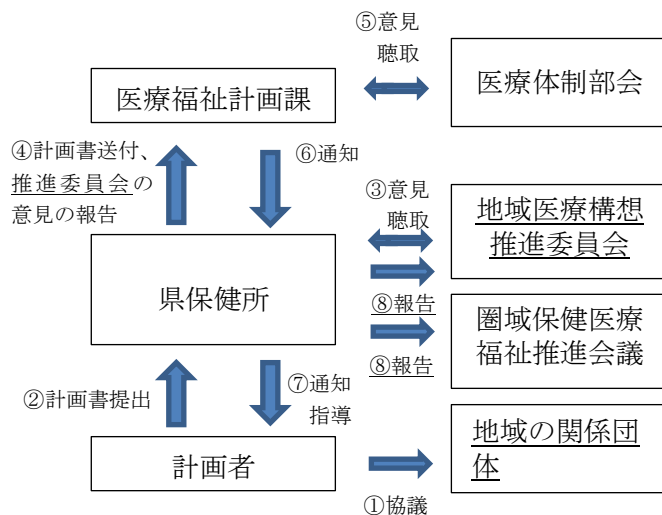 ⑤意見
聴取
医療福祉計画課
医療体制部会
④計画書送付、
推進委員会の
意見の報告
⑥通知
③意見
聴取
地域医療構想
推進委員会
県保健所
⑧報告
圏域保健医療
福祉推進会議
⑧報告
②計画書提出
⑦通知
指導
計画者
地域の関係団
体
①協議